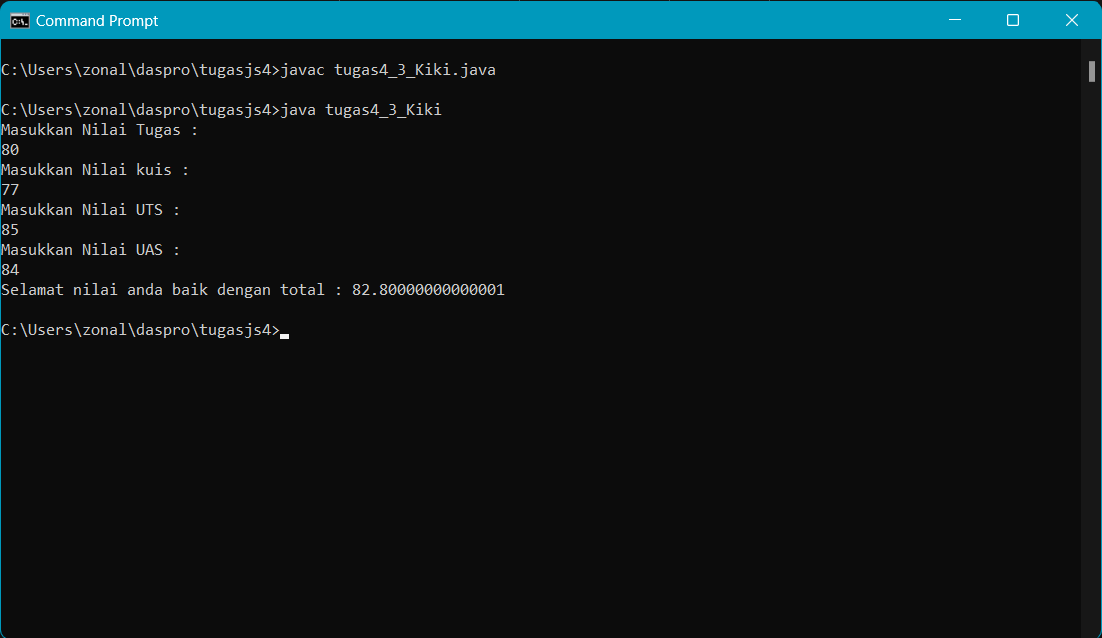 Command Prompt
C:\Users\zonal\daspro\tugasjs4>javac tugas4_3_Kiki.java
C:\Users\zonal\daspro\tugasjs4>java tugas4_3_Kiki
Masukkan Nilai Tugas :
80
Masukkan Nilai kuis :
77
Masukkan Nilai UTS :
85
Masukkan Nilai UAS :
84
Selamat nilai anda baik dengan total : 82.80000000000001
C:\Users\zonal\daspro\tugasjs4>